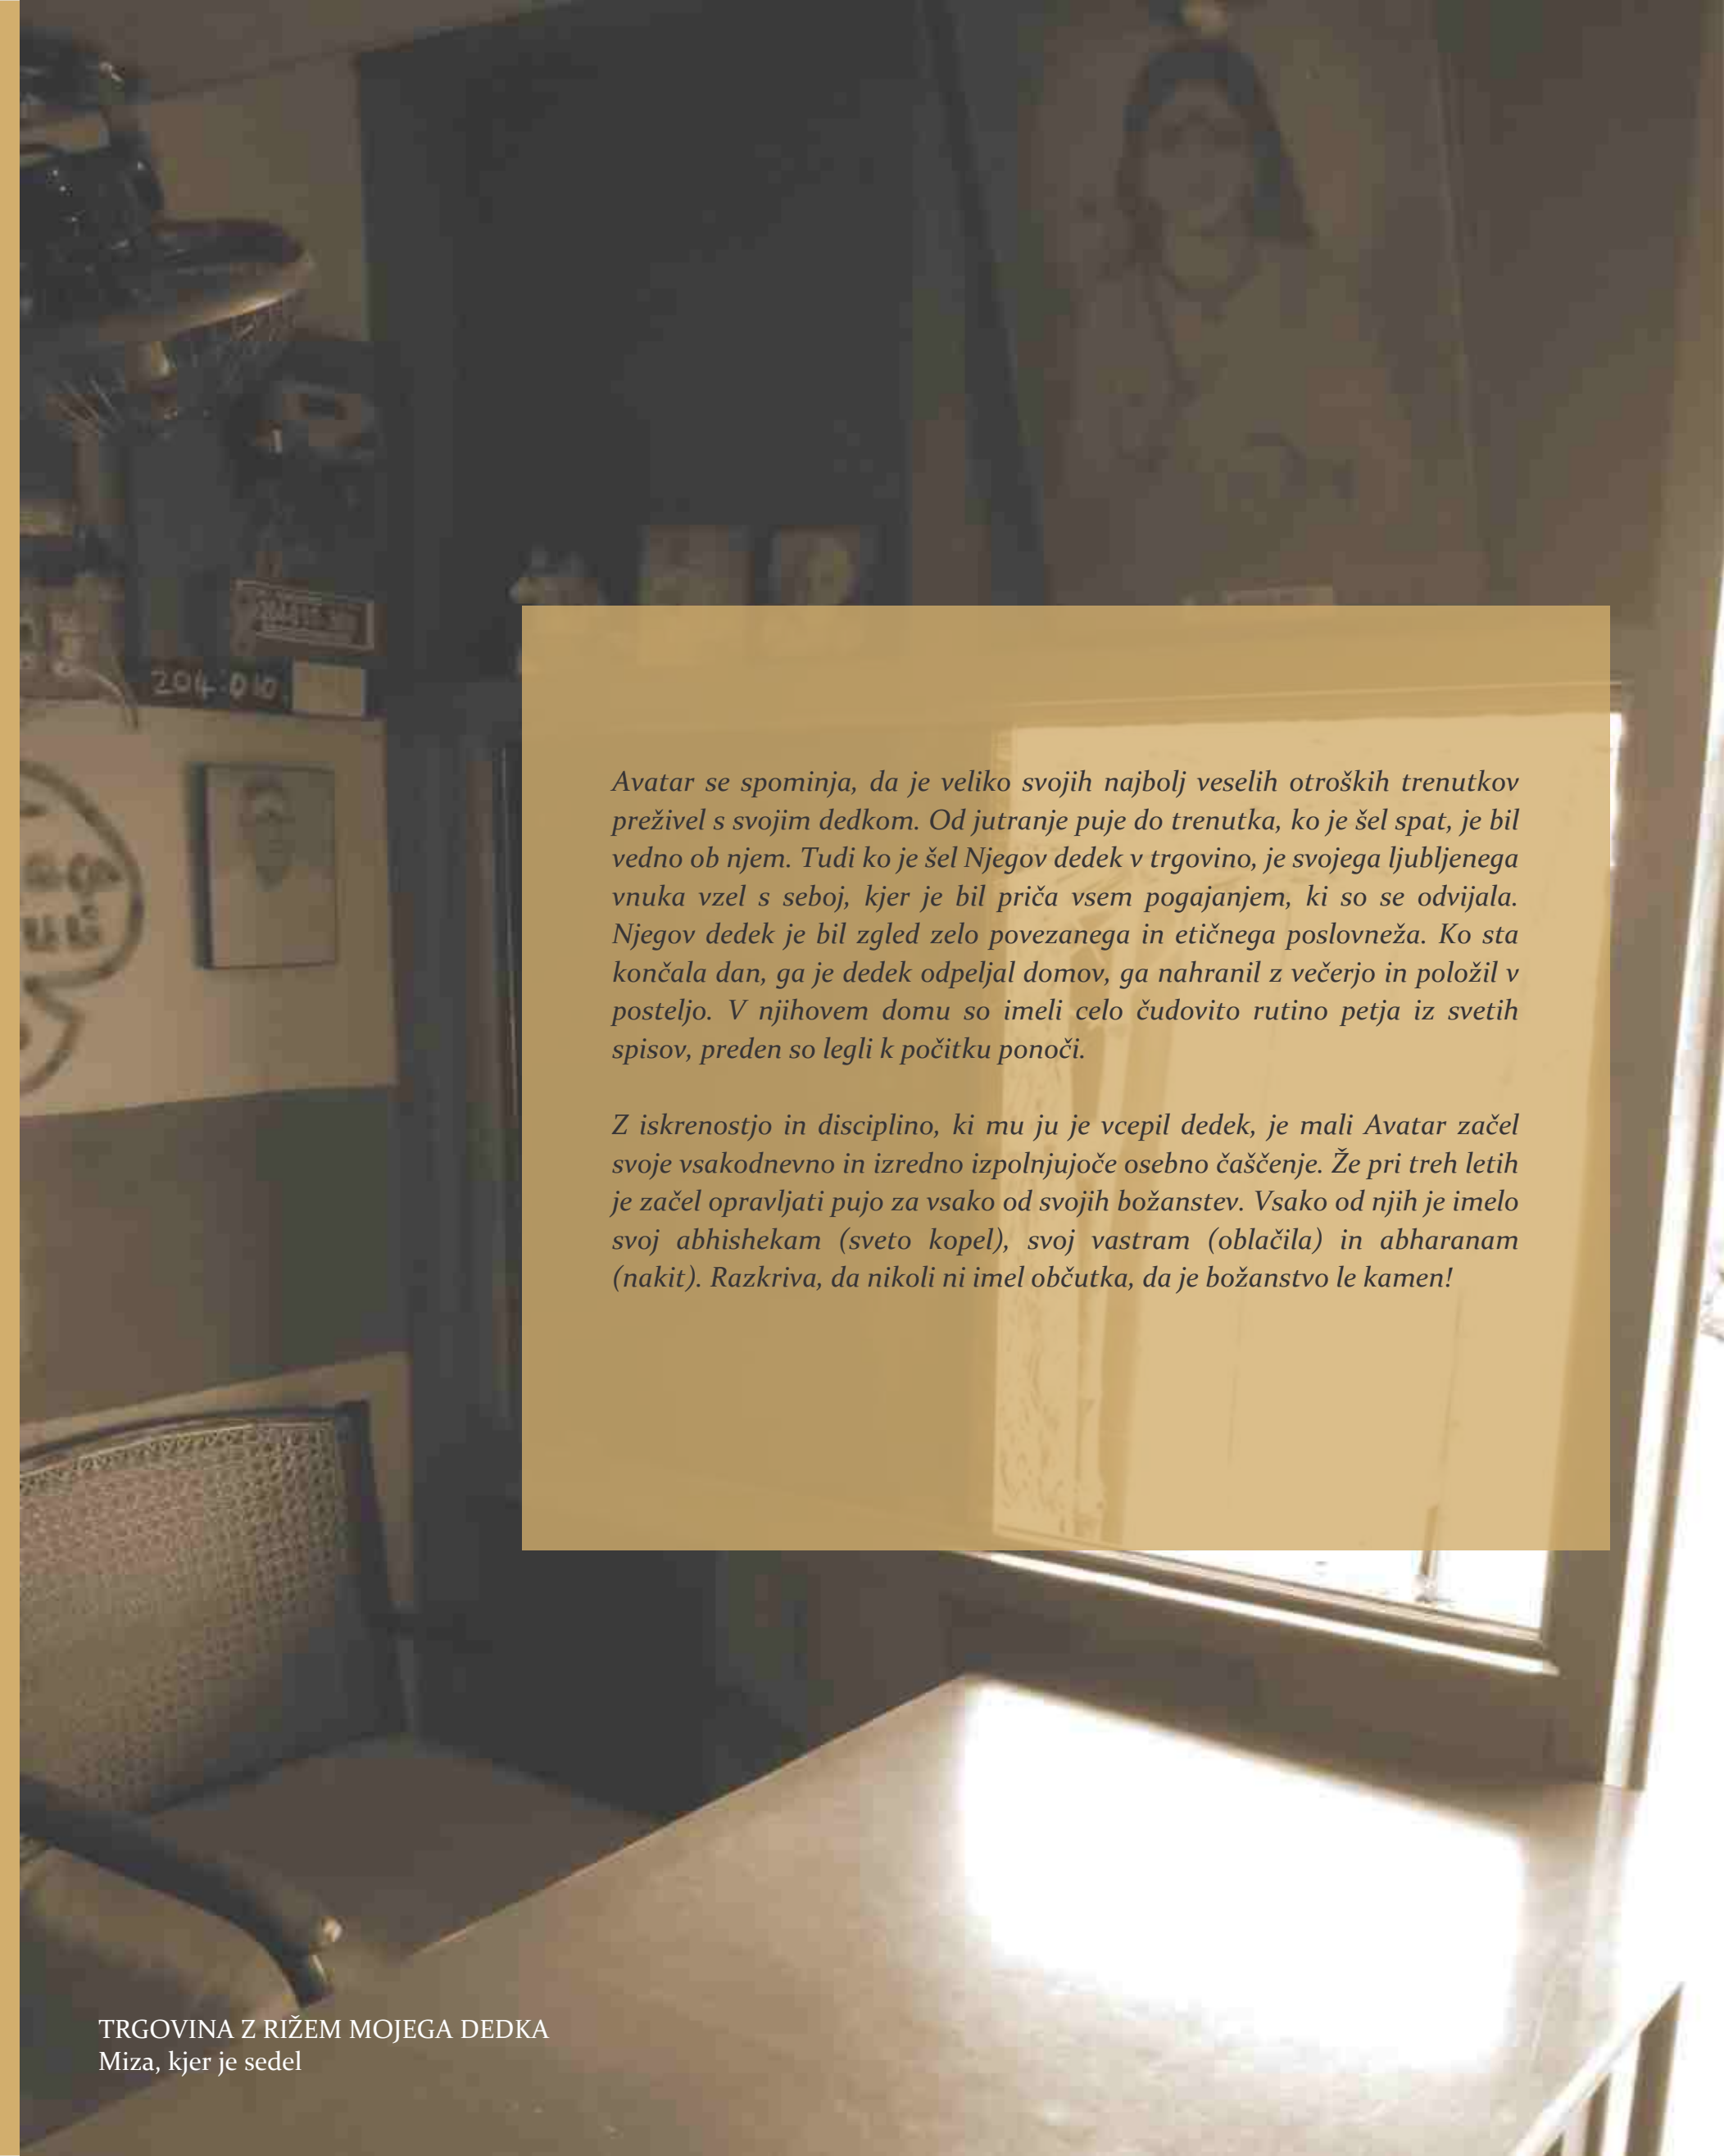 204.010.
Avatar se spominja, da je veliko svojih najbolj veselih otroških trenutkov
preživel s svojim dedkom. Od jutranje puje do trenutka, ko je šel spat, je bil
vedno ob njem. Tudi ko je šel Njegov dedek v trgovino, je svojega ljubljenega
vnuka vzel s seboj, kjer je bil priča vsem pogajanjem, ki so se odvijala.
Njegov dedek je bil zgled zelo povezanega in etičnega poslovneža. Ko sta
končala dan, ga je dedek odpeljal domov, ga nahranil z večerjo in položil v
posteljo. V njihovem domu so imeli celo čudovito rutino petja iz svetih
spisov, preden so legli k počitku ponoči.
Z iskrenostjo in disciplino, ki mu ju je vcepil dedek, je mali Avatar začel
svoje vsakodnevno in izredno izpolnjujoče osebno čaščenje. Že pri treh letih
je začel opravljati pujo za vsako od svojih božanstev. Vsako od njih je imelo
svoj abhishekam (sveto kopel), svoj vastram (oblačila) in abharanam
(nakit). Razkriva, da nikoli ni imel občutka, da je božanstvo le kamen!
TRGOVINA Z RIŽEM MOJEGA DEDKA
Miza, kjer je sedel